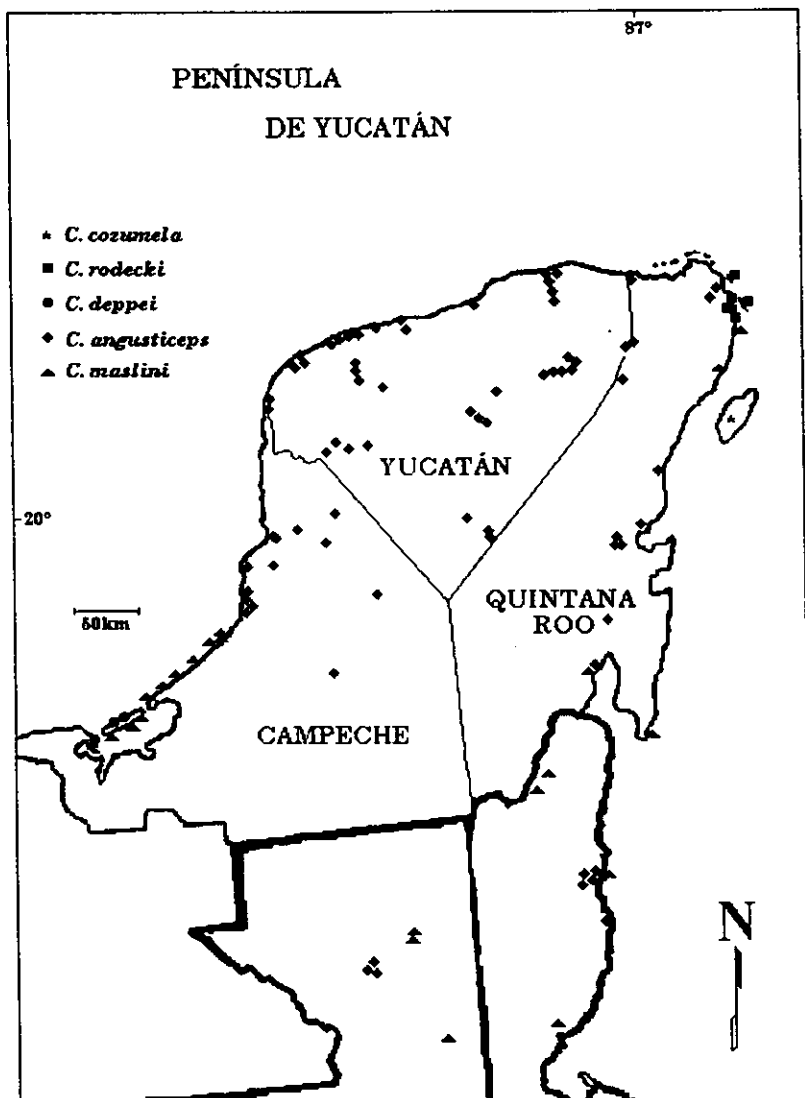 87°
PENÍNSULA
DE YUCATÁN
C. cozumela
C. rodecki
C. deppei
C. angusticeps
C. maslini
YUCATÁN
20°
50km
QUINTANA
ROO
CAMPECHE
N